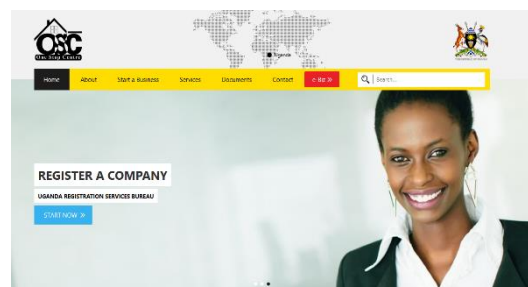 OSC
One Stop Centre
Uganda
Home About Start a Business Services Documents Contact e-Biz » Search...
REGISTER A COMPANY
UGANDA REGISTRATION SERVICES BUREAU
START NOW »